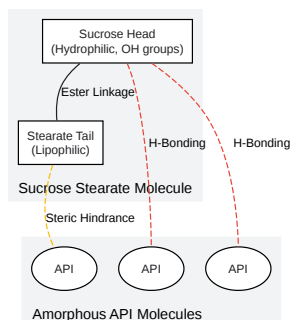 Sucrose Head
(Hydrophilic, OH groups)
Ester Linkage
Stearate Tail
(Lipophilic)
H-Bonding
H-Bonding
Sucrose Stearate Molecule
Steric Hindrance
API
API
API
Amorphous API Molecules